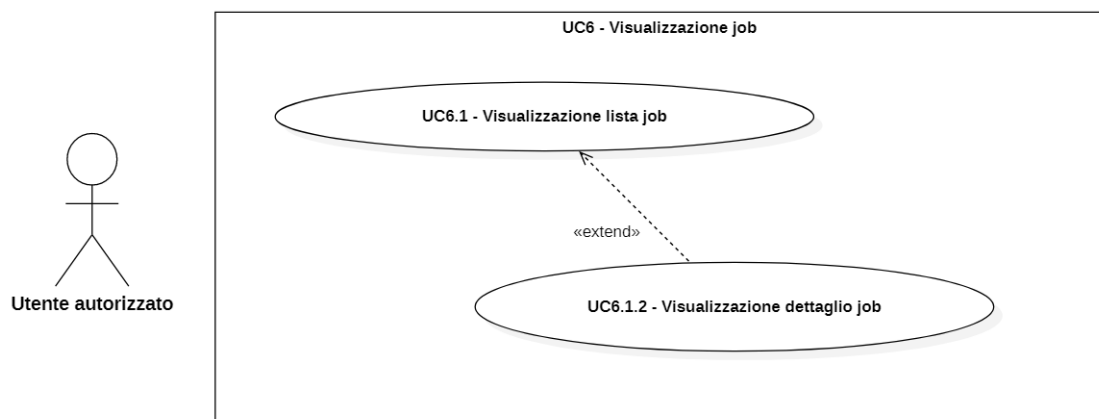 UC6 - Visualizzazione job
UC6.1 - Visualizzazione lista job
«extend»
UC6.1.2 - Visualizzazione dettaglio job
Utente autorizzato